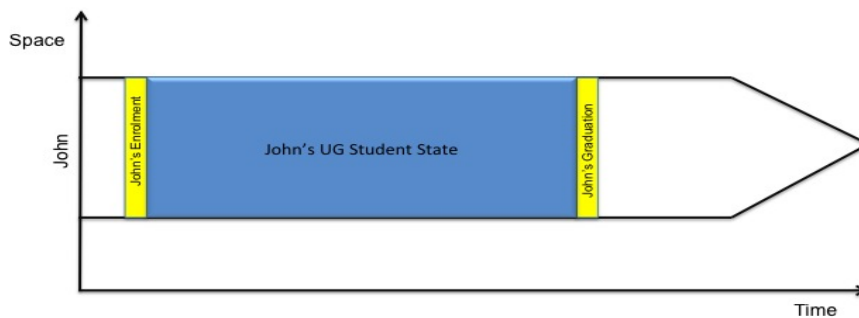 Space
John
John's Enrolment
John's UG Student State
John's Graduation
Time